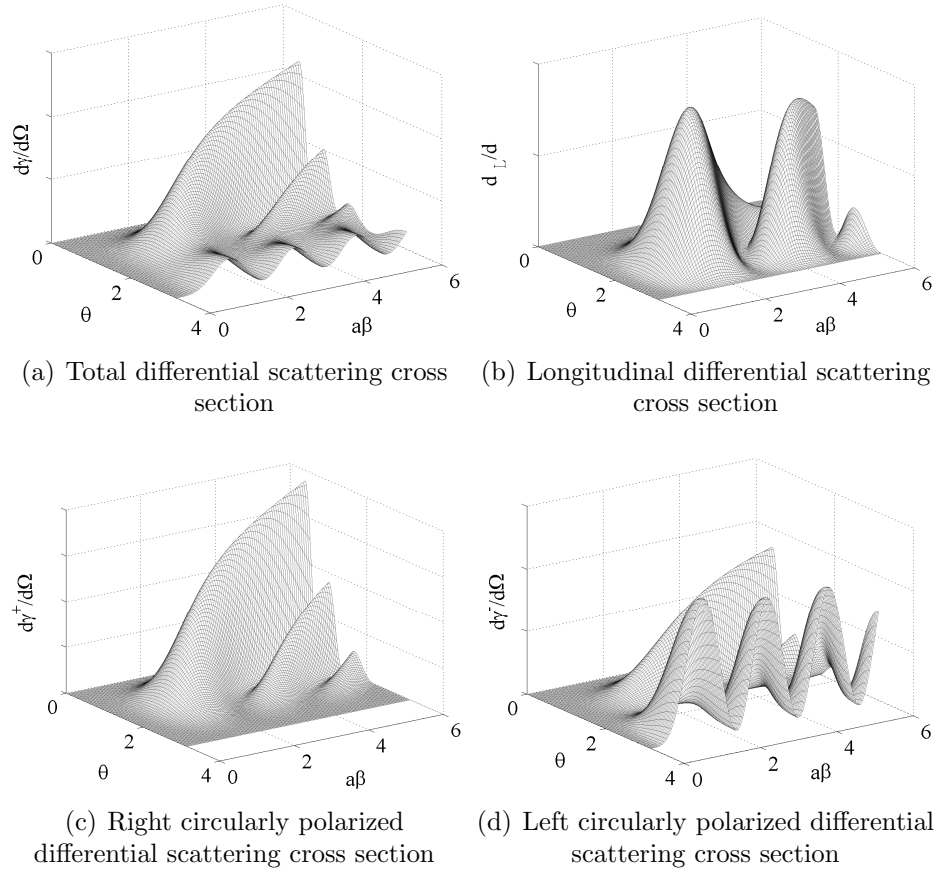 dγ/dΩ
0
2
4
θ
0
2
4
6
aβ
(a) Total differential scattering cross
section
d L/d
0
2
4
θ
0
2
4
6
aβ
(b) Longitudinal differential scattering
cross section
dγ+/dΩ
0
2
4
θ
0
2
4
6
aβ
(c) Right circularly polarized
differential scattering cross section
dγ-/dΩ
0
2
4
θ
0
2
4
6
aβ
(d) Left circularly polarized differential
scattering cross section